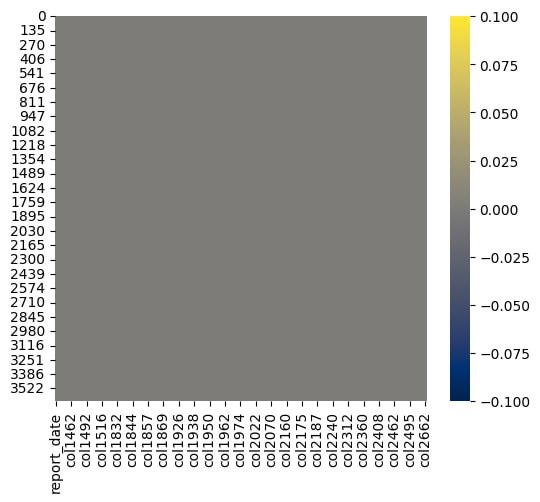 0
135
270
406
541
676
811
947
1082
1218
1354
1489
1624
1759
1895
2030
2165
2300
2439
2574
2710
2845
2980
3116
3251
3386
3522
report_date
col1462
col1492
col1516
col1832
col1844
col1857
col1869
col1926
col1938
col1950
col1962
col1974
col2022
col2070
col2160
col2175
col2187
col2240
col2312
col2360
col2408
col2462
col2495
col2662
0.100
0.075
0.050
0.025
0.000
−0.025
−0.050
−0.075
−0.100